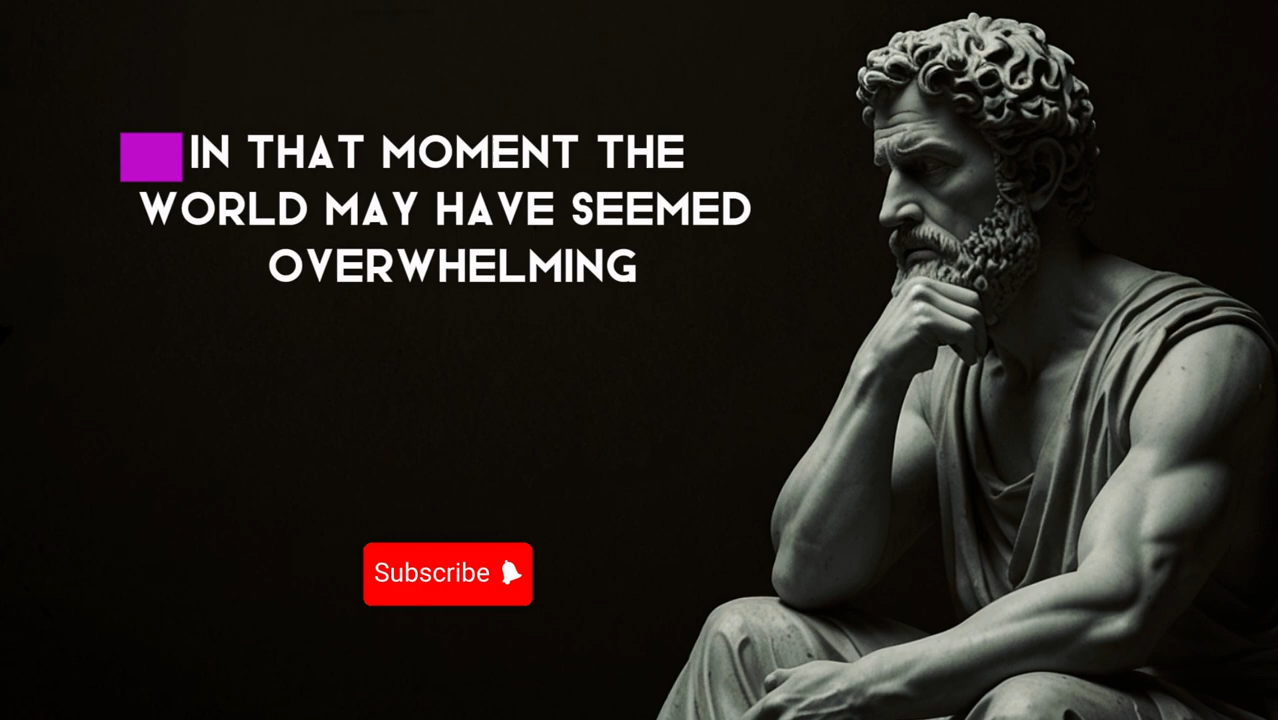 IN THAT MOMENT THE
WORLD MAY HAVE SEEMED
OVERWHELMING
Subscribe